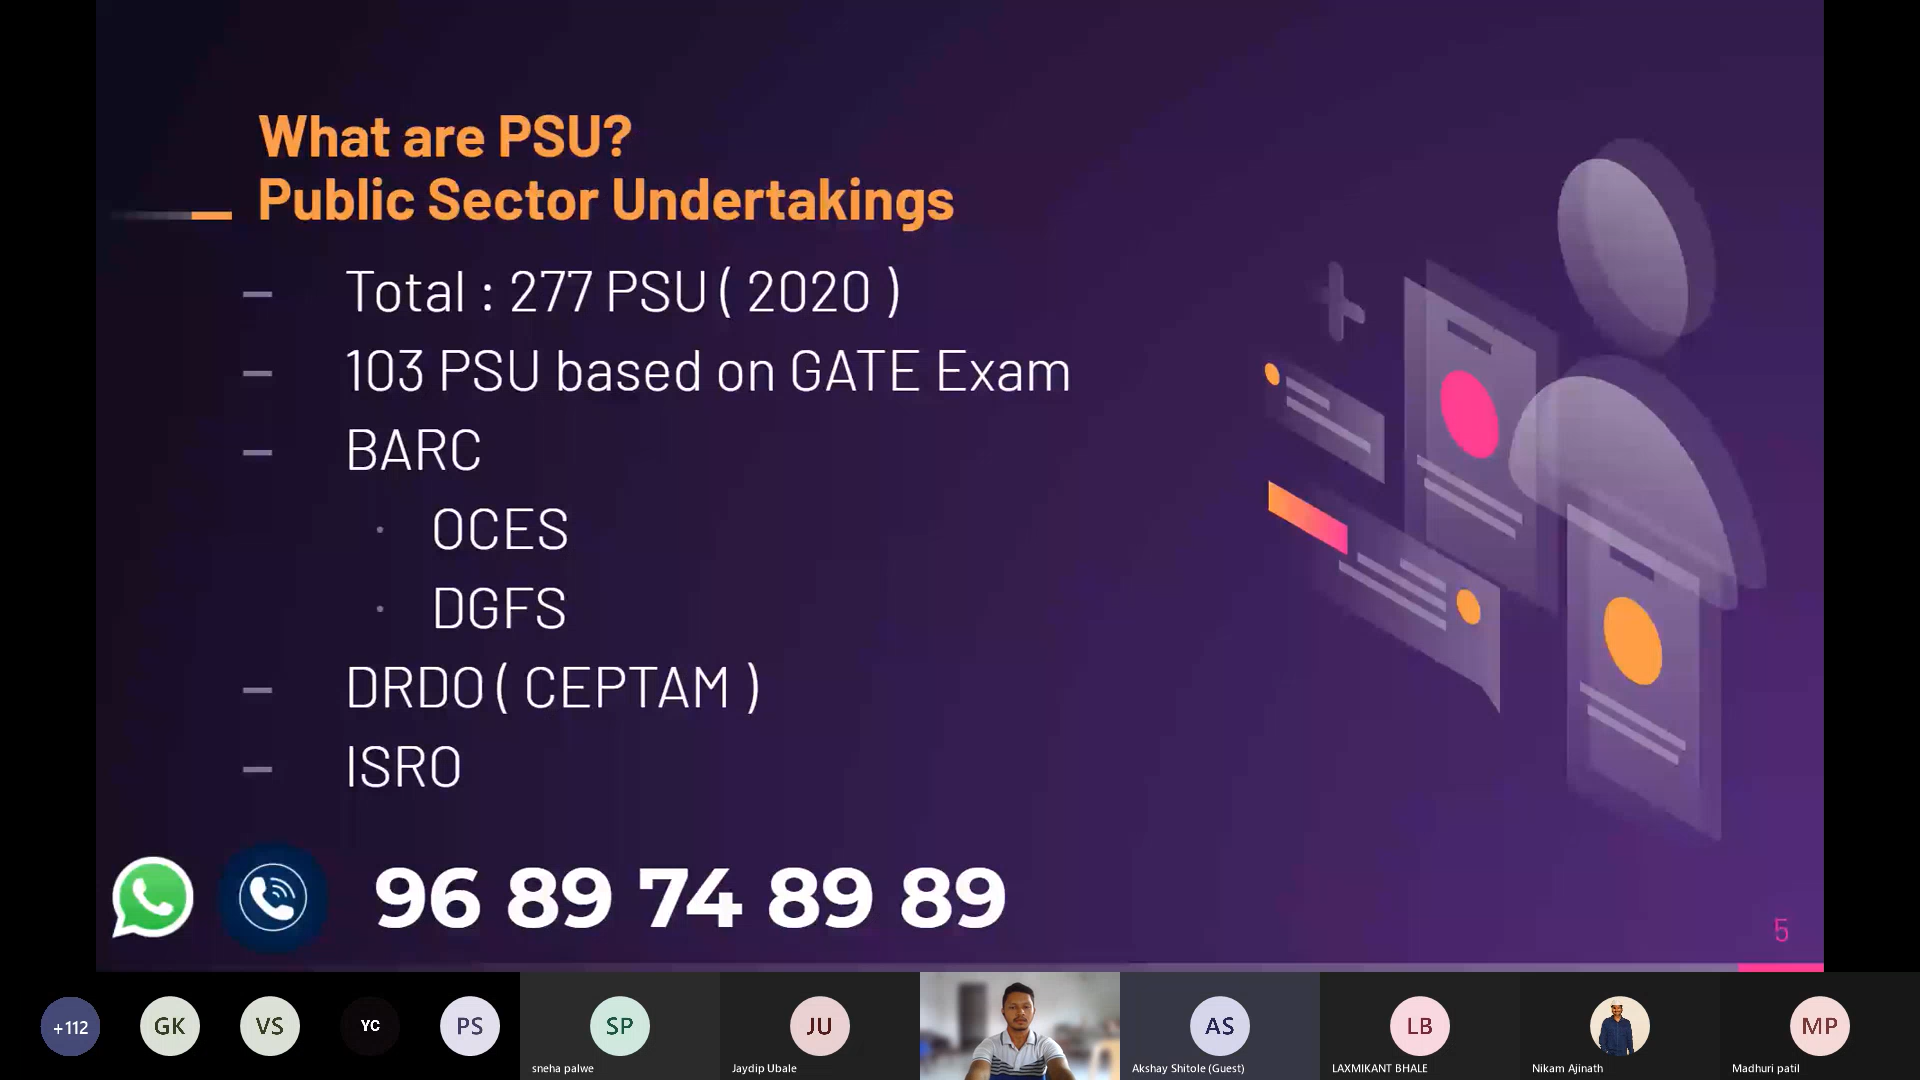 What are PSU?
Public Sector Undertakings
– Total : 277 PSU ( 2020 )
– 103 PSU based on GATE Exam
– BARC
· OCES
· DGFS
– DRDO ( CEPTAM )
– ISRO
96 89 74 89 89
5
+112 GK VS YC PS SP JU AS LB MP
sneha palwe Jaydip Ubale Akshay Shitole (Guest) LAXMIKANT BHALE Nikam Ajinath Madhuri patil